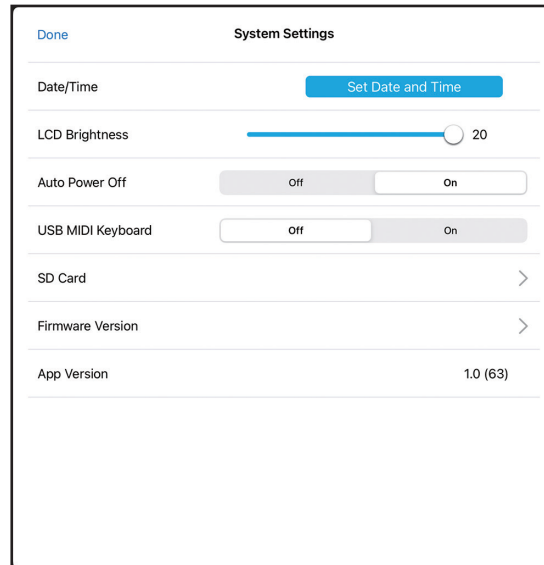 Done
System Settings
Date/Time
Set Date and Time
LCD Brightness
20
Auto Power Off
Off
On
USB MIDI Keyboard
Off
On
SD Card
Firmware Version
App Version
1.0 (63)